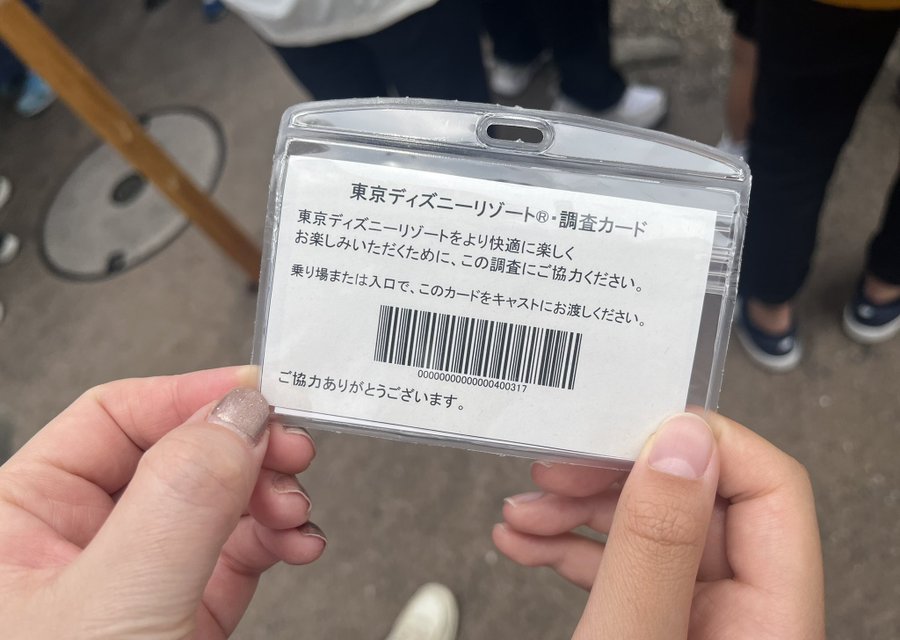 東京ディズニーリゾート®・調査カード
東京ディズニーリゾートをより快適に楽しく
お楽しみいただくために、この調査にご協力ください。
乗り場または入口で、このカードをキャストにお渡しください。
00000000000000400317
ご協力ありがとうございます。